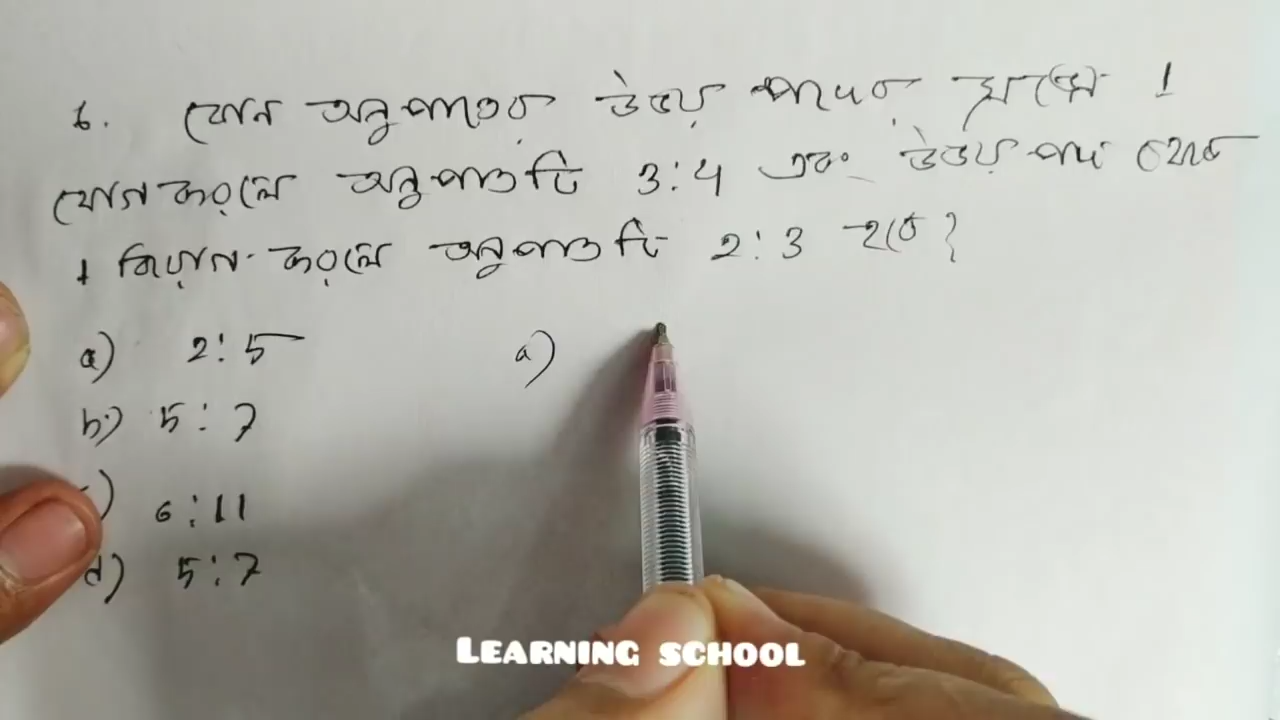 6. কোন অনুপাতের উভয় পদের সঙ্গে 1
যোগ করলে অনুপাতটি 3:4 এবং উভয় পদ থেকে
1 বিয়োগ করলে অনুপাতটি 2:3 হবে?
a) 2:5
a)
b) 5:7
c) 6:11
d) 5:7
LEARNING SCHOOL